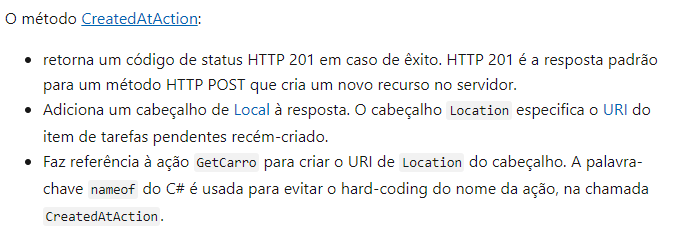 O método CreatedAtAction:
• retorna um código de status HTTP 201 em caso de êxito. HTTP 201 é a resposta padrão
para um método HTTP POST que cria um novo recurso no servidor.
• Adiciona um cabeçalho de Local à resposta. O cabeçalho Location especifica o URI do
item de tarefas pendentes recém-criado.
• Faz referência à ação GetCarro para criar o URI de Location do cabeçalho. A palavra-
chave nameof do C# é usada para evitar o hard-coding do nome da ação, na chamada
CreatedAtAction.